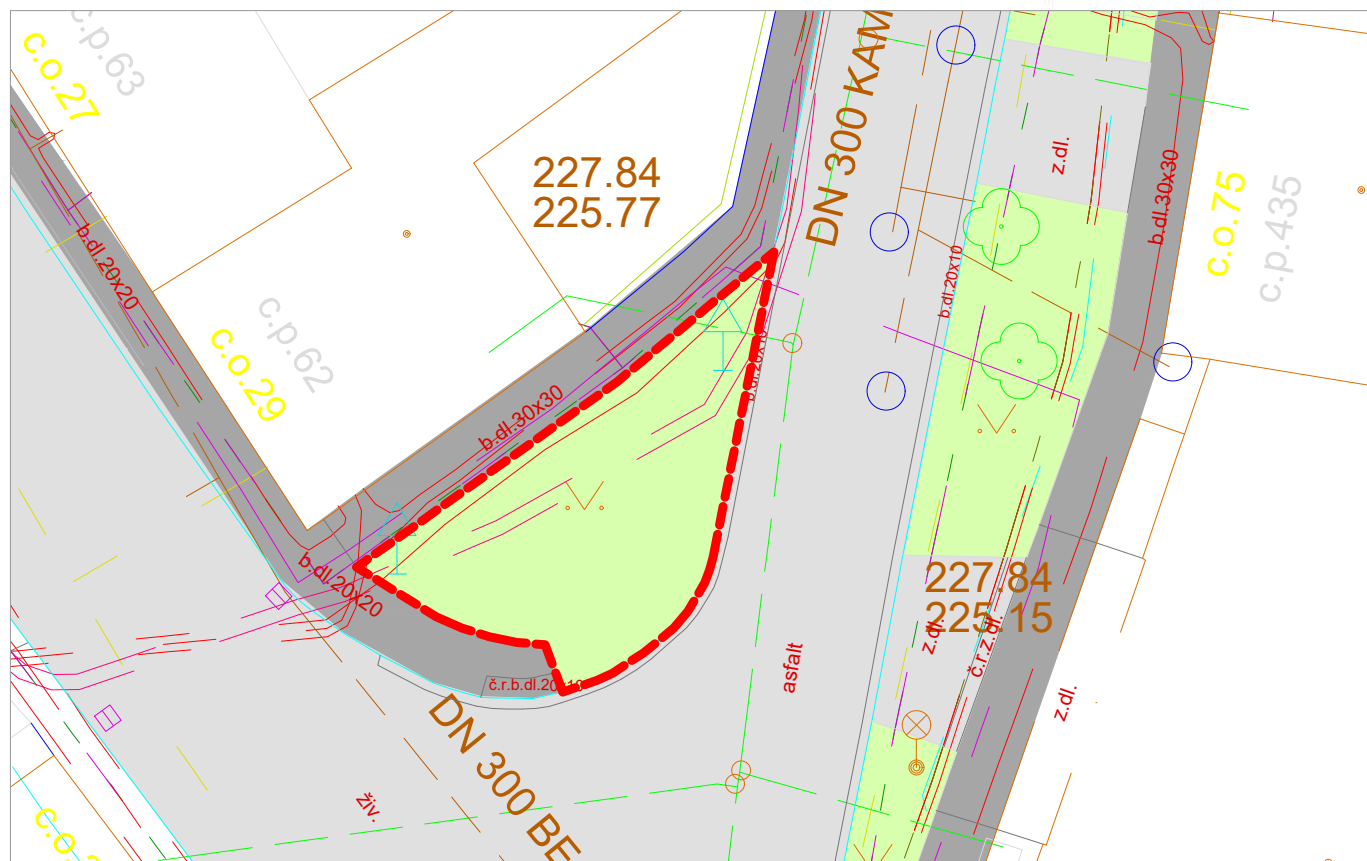 c.p.63
c.o.27
DN 300 KAM
227.84
225.77
z.dl.
b.dl.30x30
c.o.75
c.p.435
b.dl.20x20
c.p.62
c.o.29
b.dl.20x10
b.dl.20x10
b.dl.30x30
b.dl.20x20
227.84
225.15
z.dl.
č.r.z.dl.
asfalt
č.r.b.dl.20x10
z.dl.
DN 300 BE
živ.
c.o.